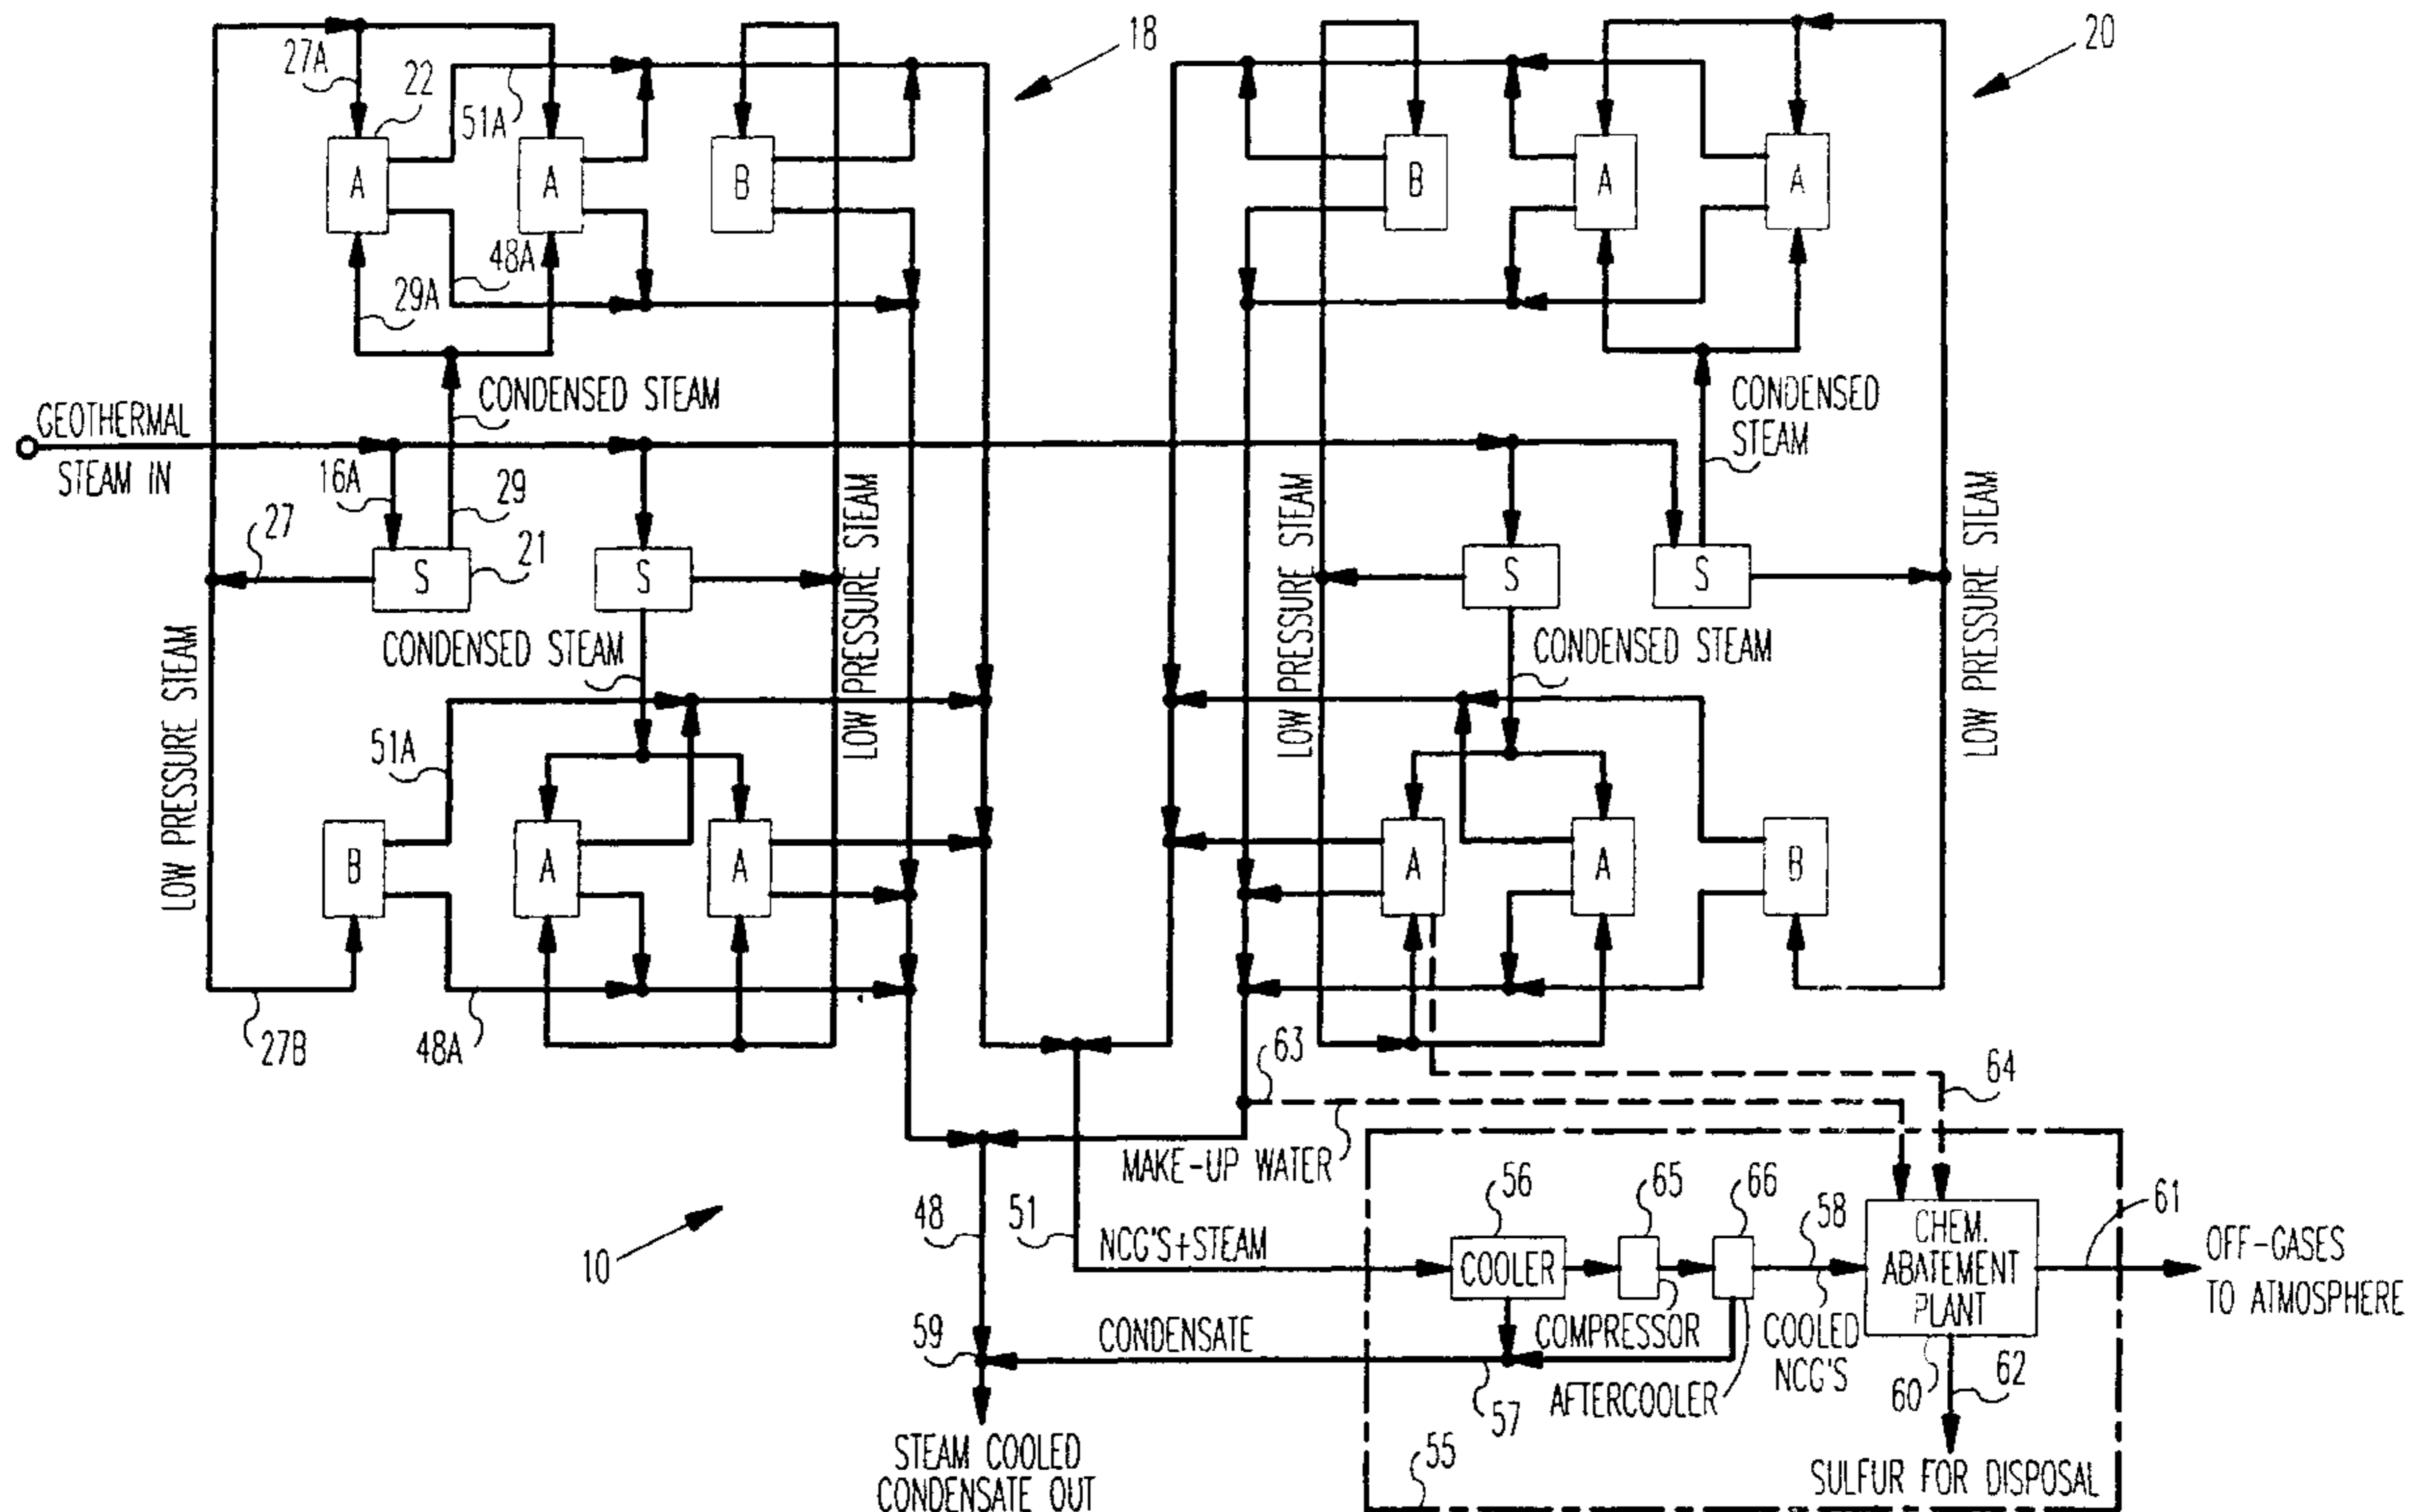 18
20
27A
22
51A
A
A
B
B
A
A
48A
29A
CONDENSED STEAM
CONDENSED
STEAM
GEOTHERMAL
STEAM IN
16A
29
27
21
S
S
S
S
LOW PRESSURE STEAM
LOW PRESSURE STEAM
LOW PRESSURE STEAM
LOW PRESSURE STEAM
CONDENSED STEAM
CONDENSED STEAM
51A
B
A
A
A
A
B
27B
48A
63
64
MAKE-UP WATER
10
48
51
NCG'S+STEAM
56
COOLER
65
66
58
CHEM.
ABATEMENT
PLANT
61
OFF-GASES
TO ATMOSPHERE
59
CONDENSATE
COMPRESSOR
COOLED
NCG'S
AFTERCOOLER
57
60
62
STEAM COOLED
CONDENSATE OUT
55
SULFUR FOR DISPOSAL